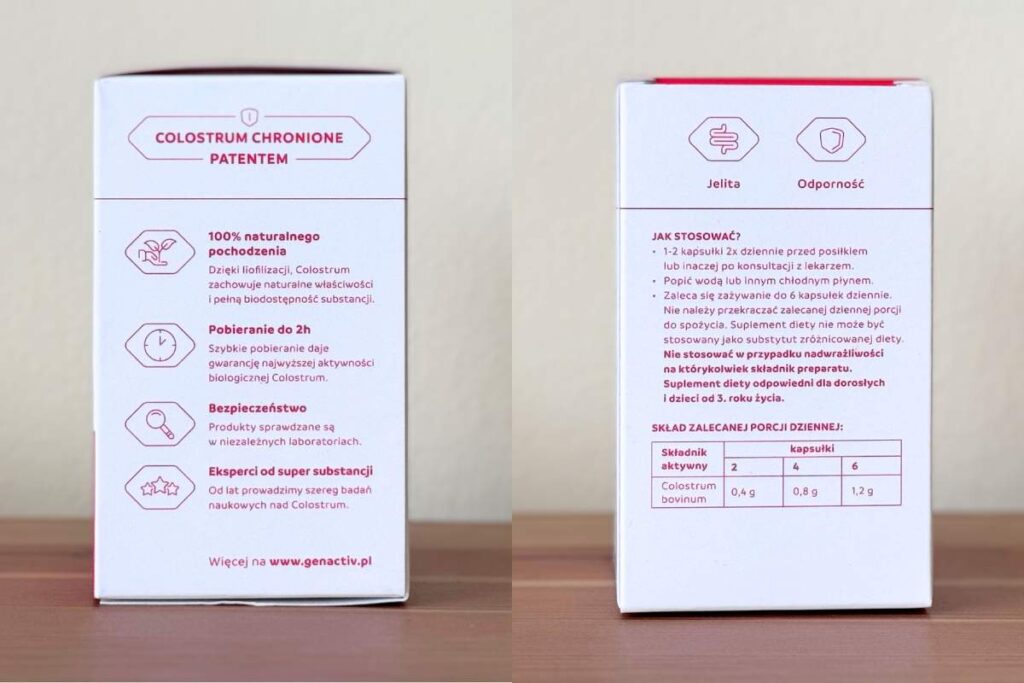 COLOSTRUM CHRONIONE
PATENTEM
100% naturalnego
pochodzenia
Dzięki liofilizacji, Colostrum
zachowuje naturalne właściwości
i pełną biodostępność substancji.
Pobieranie do 2h
Szybkie pobieranie daje
gwarancję najwyższej aktywności
biologicznej Colostrum.
Bezpieczeństwo
Produkty sprawdzane są
w niezależnych laboratoriach.
Eksperci od super substancji
Od lat prowadzimy szereg badań
naukowych nad Colostrum.
Więcej na www.genactiv.pl
Jelita Odporność
JAK STOSOWAĆ?
• 1-2 kapsułki 2x dziennie przed posiłkiem
lub inaczej po konsultacji z lekarzem.
• Popić wodą lub innym chłodnym płynem.
• Zaleca się zażywanie do 6 kapsułek dziennie.
Nie należy przekraczać zalecanej dziennej porcji
do spożycia. Suplement diety nie może być
stosowany jako substytut zróżnicowanej diety.
Nie stosować w przypadku nadwrażliwości
na którykolwiek składnik preparatu.
Suplement diety odpowiedni dla dorosłych
i dzieci od 3. roku życia.
SKŁAD ZALECANEJ PORCJI DZIENNEJ:
Składnik aktywny kapsułki
2 4 6
Colostrum bovinum 0,4 g 0,8 g 1,2 g